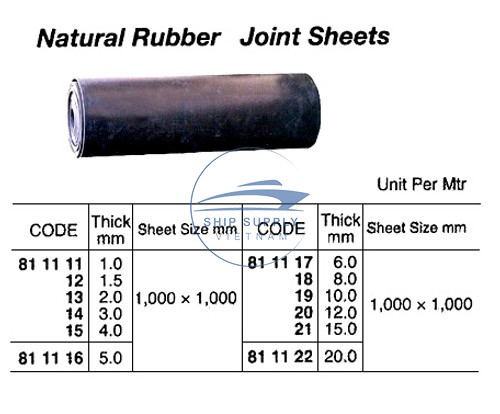 Natural Rubber Joint Sheets
SHIP SUPPLY
VIETNAM
Unit Per Mtr
CODE Thick mm Sheet Size mm CODE Thick mm Sheet Size mm
81 11 11 1.0 1,000 × 1,000 81 11 17 6.0 1,000 × 1,000
12 1.5 18 8.0
13 2.0 19 10.0
14 3.0 20 12.0
15 4.0 21 15.0
81 11 16 5.0 81 11 22 20.0